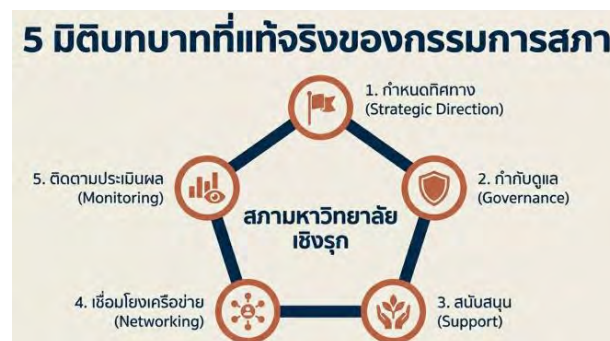 5 มิติบทบาทที่แท้จริงของกรรมการสภา
1. กำหนดทิศทาง
(Strategic Direction)
2. กำกับดูแล
(Governance)
3. สนับสนุน
(Support)
4. เชื่อมโยงเครือข่าย
(Networking)
5. ติดตามประเมินผล
(Monitoring)
สภามหาวิทยาลัย
เชิงรุก